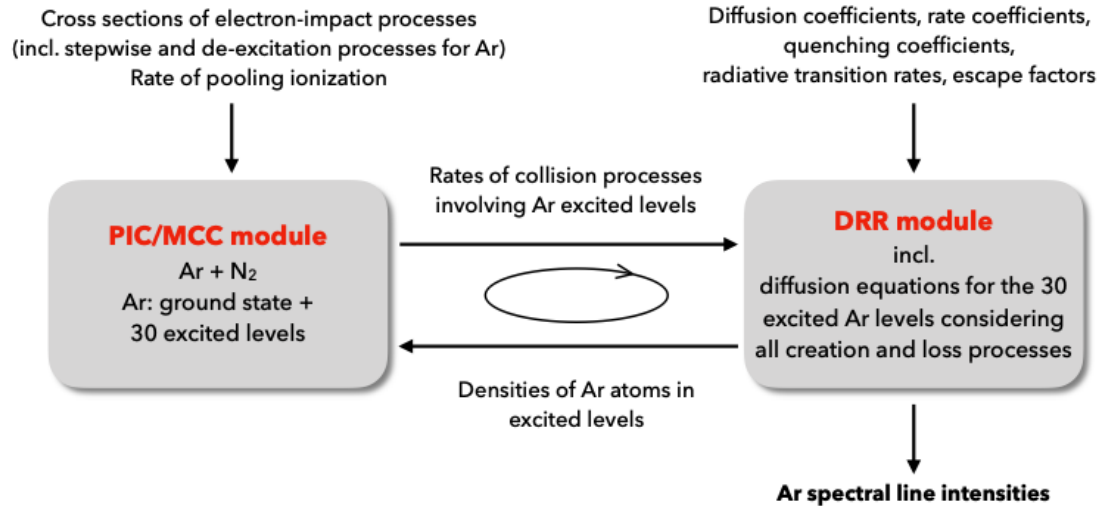 Cross sections of electron-impact processes
(incl. stepwise and de-excitation processes for Ar)
Rate of pooling ionization
Diffusion coefficients, rate coefficients,
quenching coefficients,
radiative transition rates, escape factors
PIC/MCC module
Ar + N₂
Ar: ground state +
30 excited levels
Rates of collision processes
involving Ar excited levels
Densities of Ar atoms in
excited levels
DRR module
incl.
diffusion equations for the 30
excited Ar levels considering
all creation and loss processes
Ar spectral line intensities